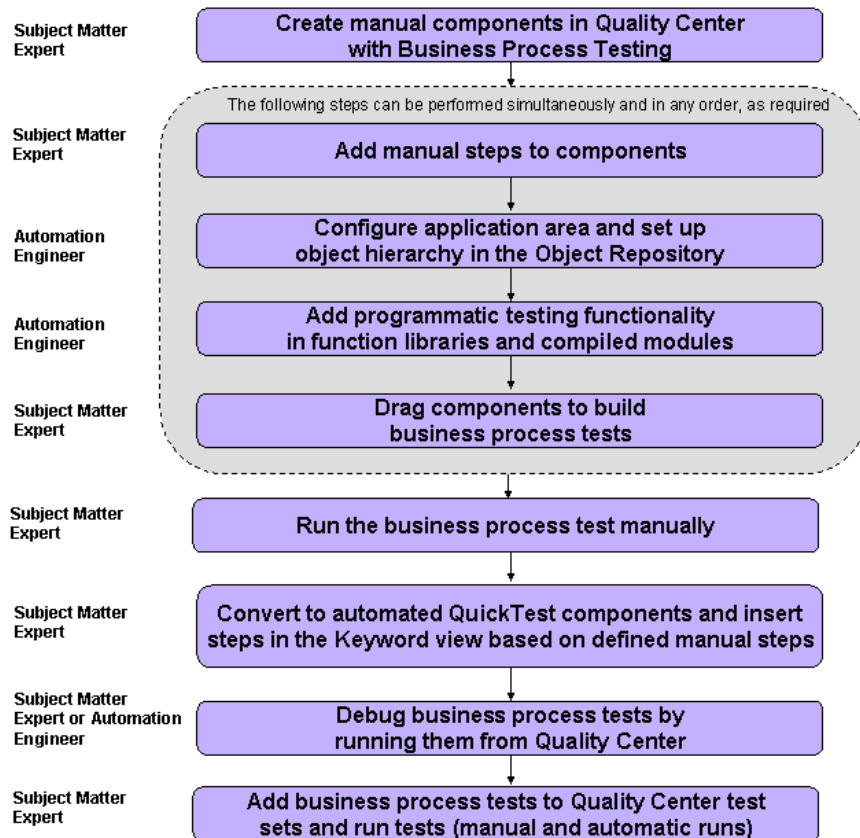 Subject Matter
Expert
Create manual components in Quality Center
with Business Process Testing
The following steps can be performed simultaneously and in any order, as required
Subject Matter
Expert
Add manual steps to components
Automation
Engineer
Configure application area and set up
object hierarchy in the Object Repository
Automation
Engineer
Add programmatic testing functionality
in function libraries and compiled modules
Subject Matter
Expert
Drag components to build
business process tests
Subject Matter
Expert
Run the business process test manually
Subject Matter
Expert
Convert to automated QuickTest components and insert
steps in the Keyword view based on defined manual steps
Subject Matter
Expert or Automation
Engineer
Debug business process tests by
running them from Quality Center
Subject Matter
Expert
Add business process tests to Quality Center test
sets and run tests (manual and automatic runs)